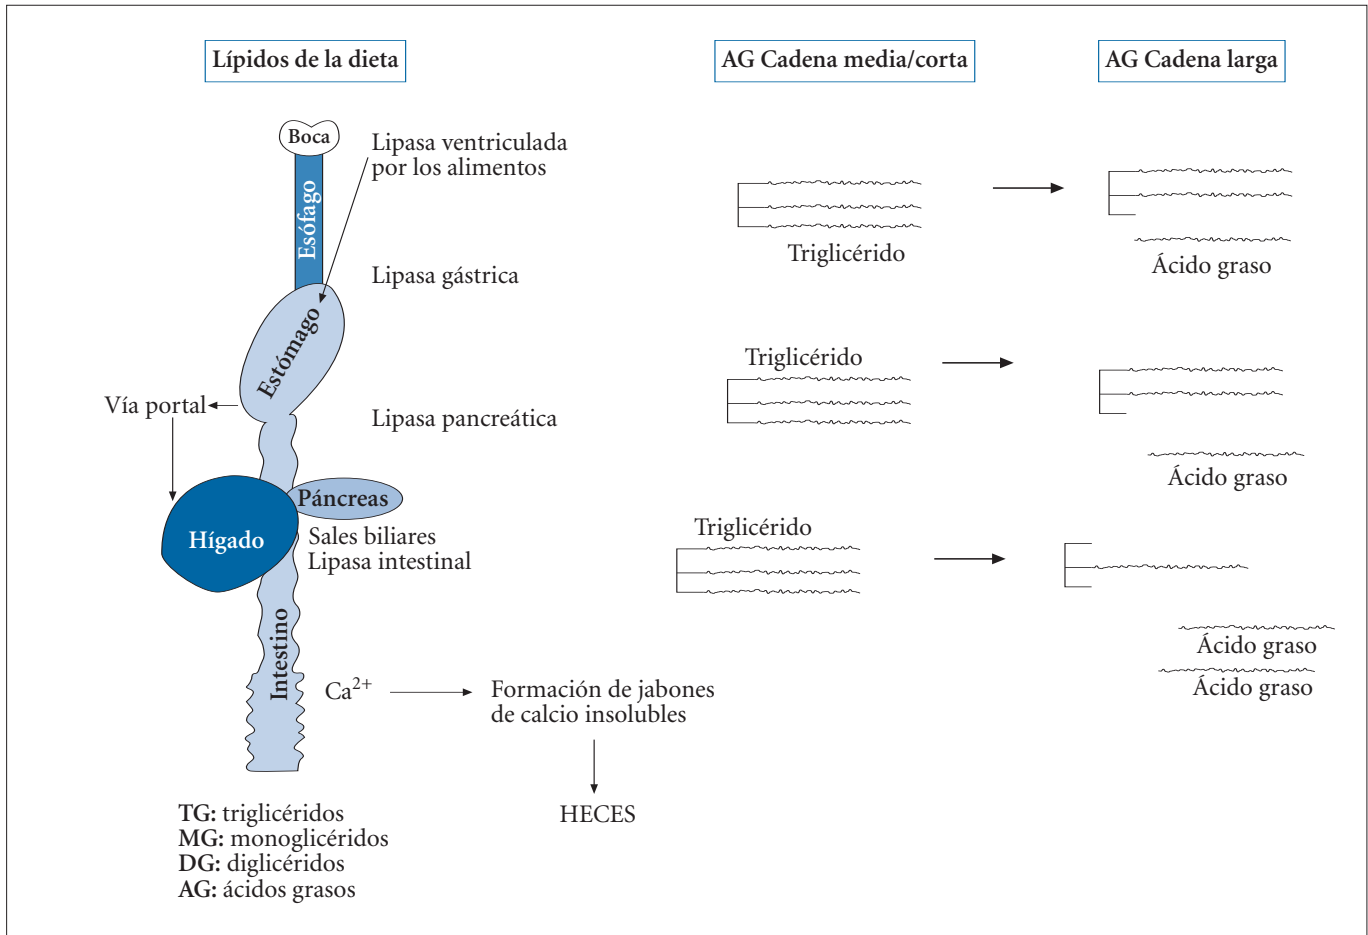 Lípidos de la dieta
AG Cadena media/corta
AG Cadena larga
Boca
Lipasa ventriculada
por los alimentos
Esófago
Triglicérido
Ácido graso
Lipasa gástrica
Estómago
Triglicérido
Vía portal
Lipasa pancreática
Ácido graso
Páncreas
Hígado
Sales biliares
Lipasa intestinal
Triglicérido
Ácido graso
Ácido graso
Intestino
Ca²⁺
Formación de jabones
de calcio insolubles
HECES
TG: triglicéridos
MG: monoglicéridos
DG: diglicéridos
AG: ácidos grasos